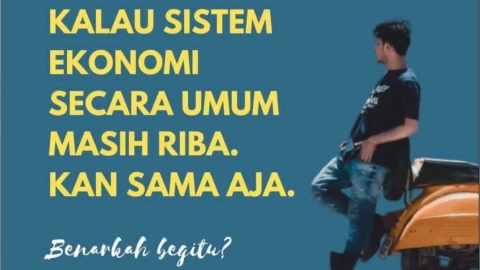 KALAU SISTEM
EKONOMI
SECARA UMUM
MASIH RIBA.
KAN SAMA AJA.
Benarkah begitu?